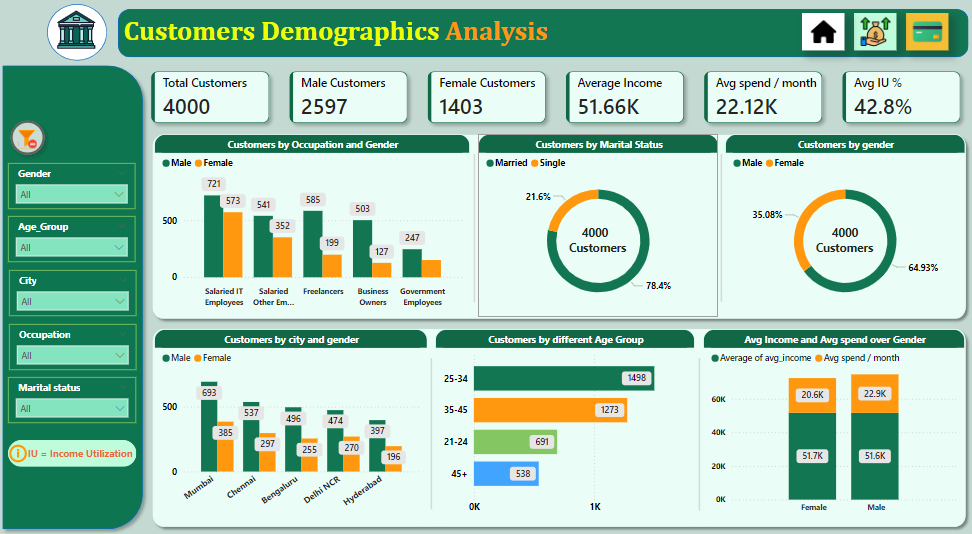 Customers Demographics Analysis
Total Customers
4000
Male Customers
2597
Female Customers
1403
Average Income
51.66K
Avg spend / month
22.12K
Avg IU %
42.8%
Gender
All
Age_Group
All
City
All
Occupation
All
Marital status
All
IU = Income Utilization
Customers by Occupation and Gender
Male Female
721
573
541
352
585
199
503
127
247
500
0
Salaried IT
Employees
Salaried
Other Em...
Freelancers
Business
Owners
Government
Employees
Customers by Marital Status
Married Single
21.6%
4000
Customers
78.4%
Customers by gender
Male Female
35.08%
4000
Customers
64.93%
Customers by city and gender
Male Female
500
0
693
385
537
297
496
255
474
270
397
196
Mumbai
Chennai
Bengaluru
Delhi NCR
Hyderabad
Customers by different Age Group
25-34
1498
35-45
1273
21-24
691
45+
538
0K
1K
Avg Income and Avg spend over Gender
Average of avg_income Avg spend / month
60K
40K
20K
0K
20.6K
22.9K
51.7K
51.6K
Female
Male